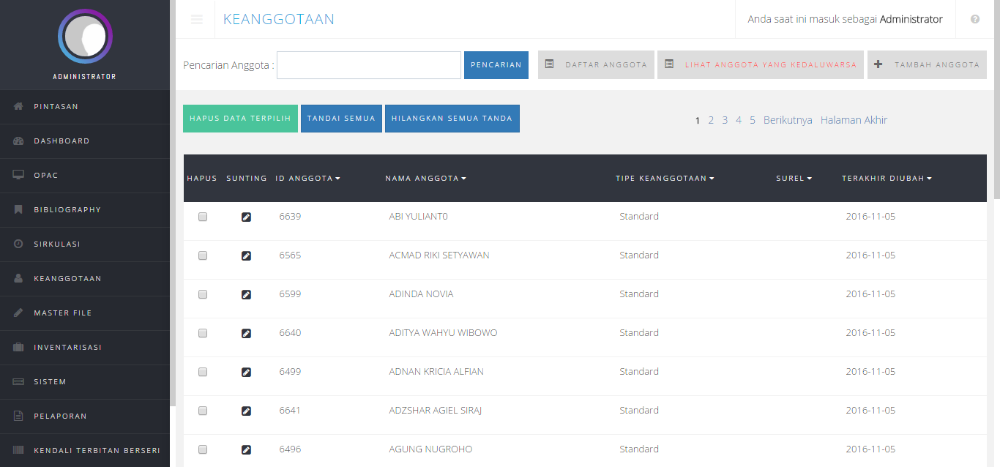 KEANGGOTAAN
Anda saat ini masuk sebagai Administrator
ADMINISTRATOR
PINTASAN
DASHBOARD
OPAC
BIBLIOGRAPHY
SIRKULASI
KEANGGOTAAN
MASTER FILE
INVENTARISASI
SISTEM
PELAPORAN
KENDALI TERBITAN BERSERI
Pencarian Anggota : PENCARIAN DAFTAR ANGGOTA LIHAT ANGGOTA YANG KEDALUWARSA TAMBAH ANGGOTA
HAPUS DATA TERPILIH TANDAI SEMUA HILANGKAN SEMUA TANDA 1 2 3 4 5 Berikutnya Halaman Akhir
HAPUS SUNTING ID ANGGOTA NAMA ANGGOTA TIPE KEANGGOTAAN SUREL TERAKHIR DIUBAH
6639 ABI YULIANT0 Standard 2016-11-05
6565 ACMAD RIKI SETYAWAN Standard 2016-11-05
6599 ADINDA NOVIA Standard 2016-11-05
6640 ADITYA WAHYU WIBOWO Standard 2016-11-05
6499 ADNAN KRICIA ALFIAN Standard 2016-11-05
6641 ADZSHAR AGIEL SIRAJ Standard 2016-11-05
6496 AGUNG NUGROHO Standard 2016-11-05